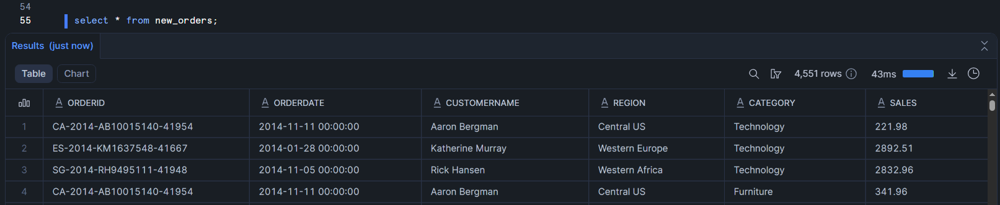 54
55 select * from new_orders;
Results (just now)
Table Chart 4,551 rows 43ms
A ORDERID A ORDERDATE A CUSTOMERNAME A REGION A CATEGORY A SALES
1 CA-2014-AB10015140-41954 2014-11-11 00:00:00 Aaron Bergman Central US Technology 221.98
2 ES-2014-KM1637548-41667 2014-01-28 00:00:00 Katherine Murray Western Europe Technology 2892.51
3 SG-2014-RH9495111-41948 2014-11-05 00:00:00 Rick Hansen Western Africa Technology 2832.96
4 CA-2014-AB10015140-41954 2014-11-11 00:00:00 Aaron Bergman Central US Furniture 341.96